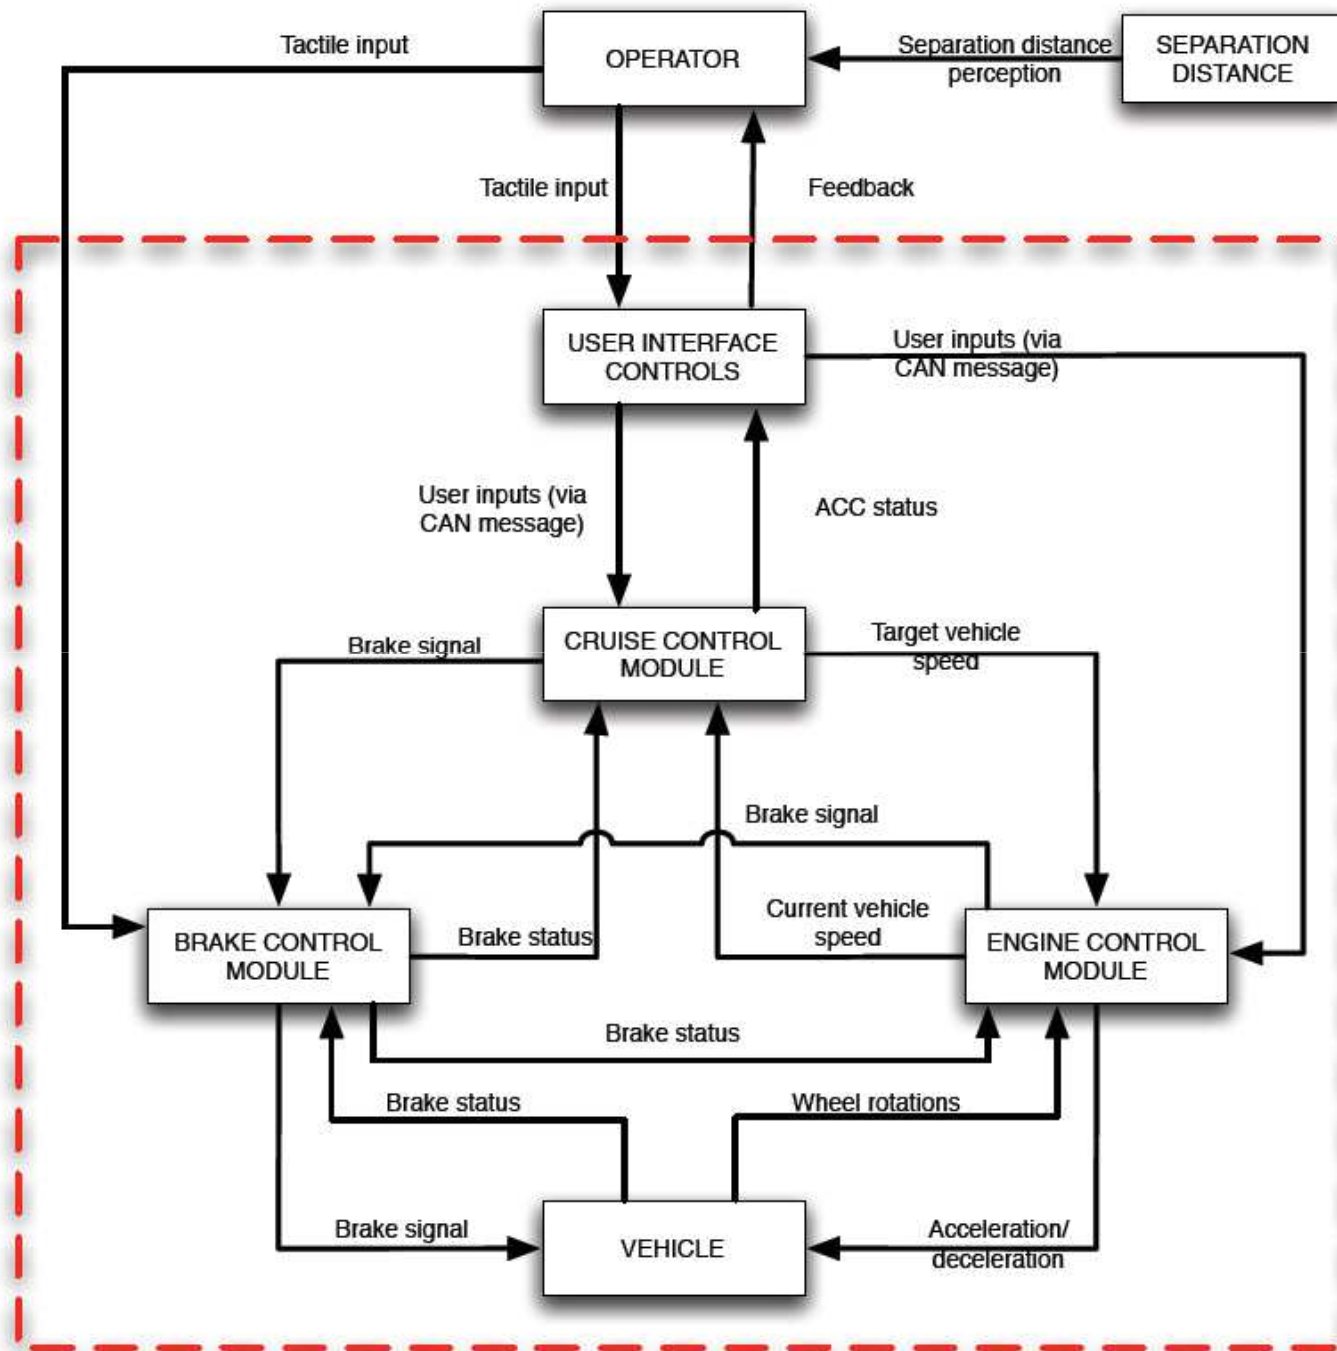 Tactile input
OPERATOR
Separation distance
perception
SEPARATION
DISTANCE
Tactile input
Feedback
USER INTERFACE
CONTROLS
User inputs (via
CAN message)
User inputs (via
CAN message)
ACC status
Brake signal
CRUISE CONTROL
MODULE
Target vehicle
speed
Brake signal
BRAKE CONTROL
MODULE
Brake status
Current vehicle
speed
ENGINE CONTROL
MODULE
Brake status
Brake status
Wheel rotations
Brake signal
VEHICLE
Acceleration/
deceleration